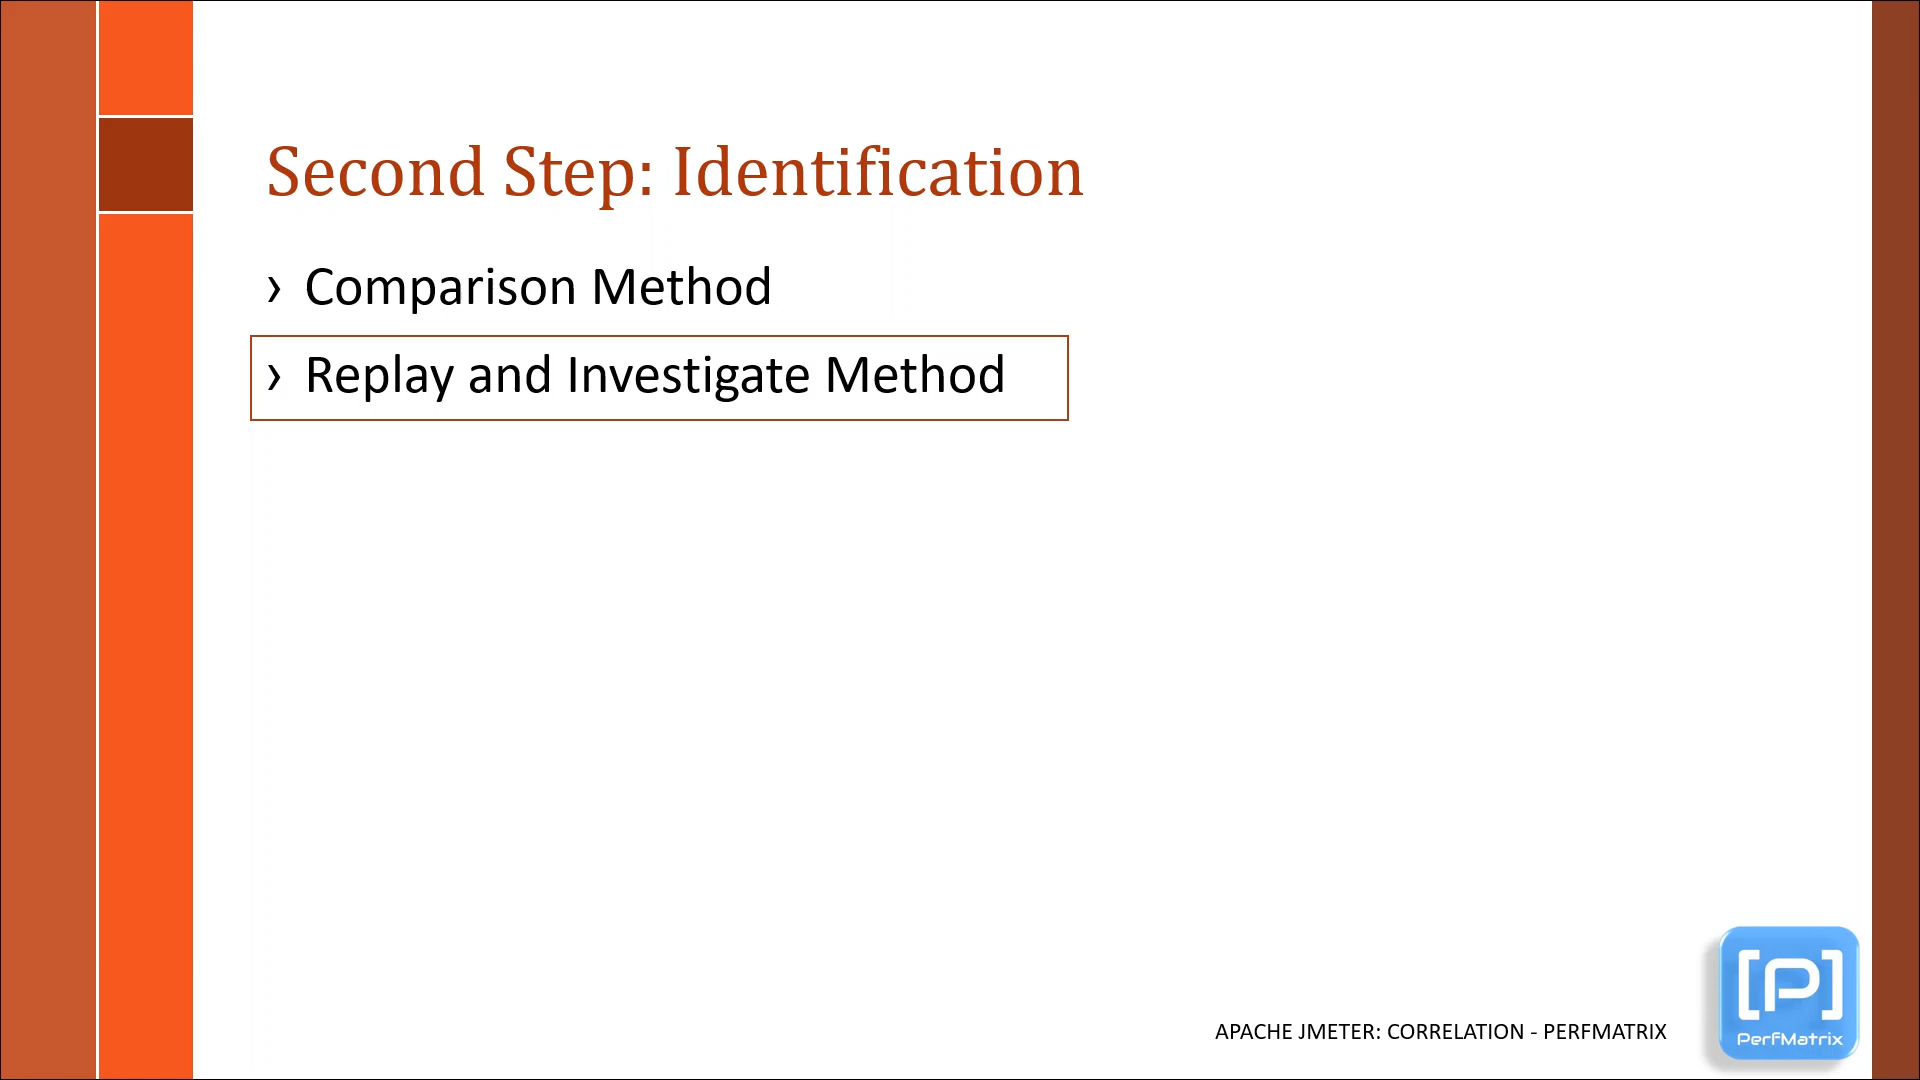 Second Step: Identification
› Comparison Method
› Replay and Investigate Method
APACHE JMETER: CORRELATION - PERFMATRIX
[P]
PerfMatrix